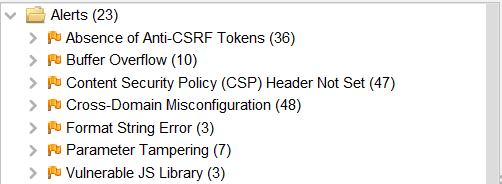 Alerts (23)
Absence of Anti-CSRF Tokens (36)
Buffer Overflow (10)
Content Security Policy (CSP) Header Not Set (47)
Cross-Domain Misconfiguration (48)
Format String Error (3)
Parameter Tampering (7)
Vulnerable JS Library (3)